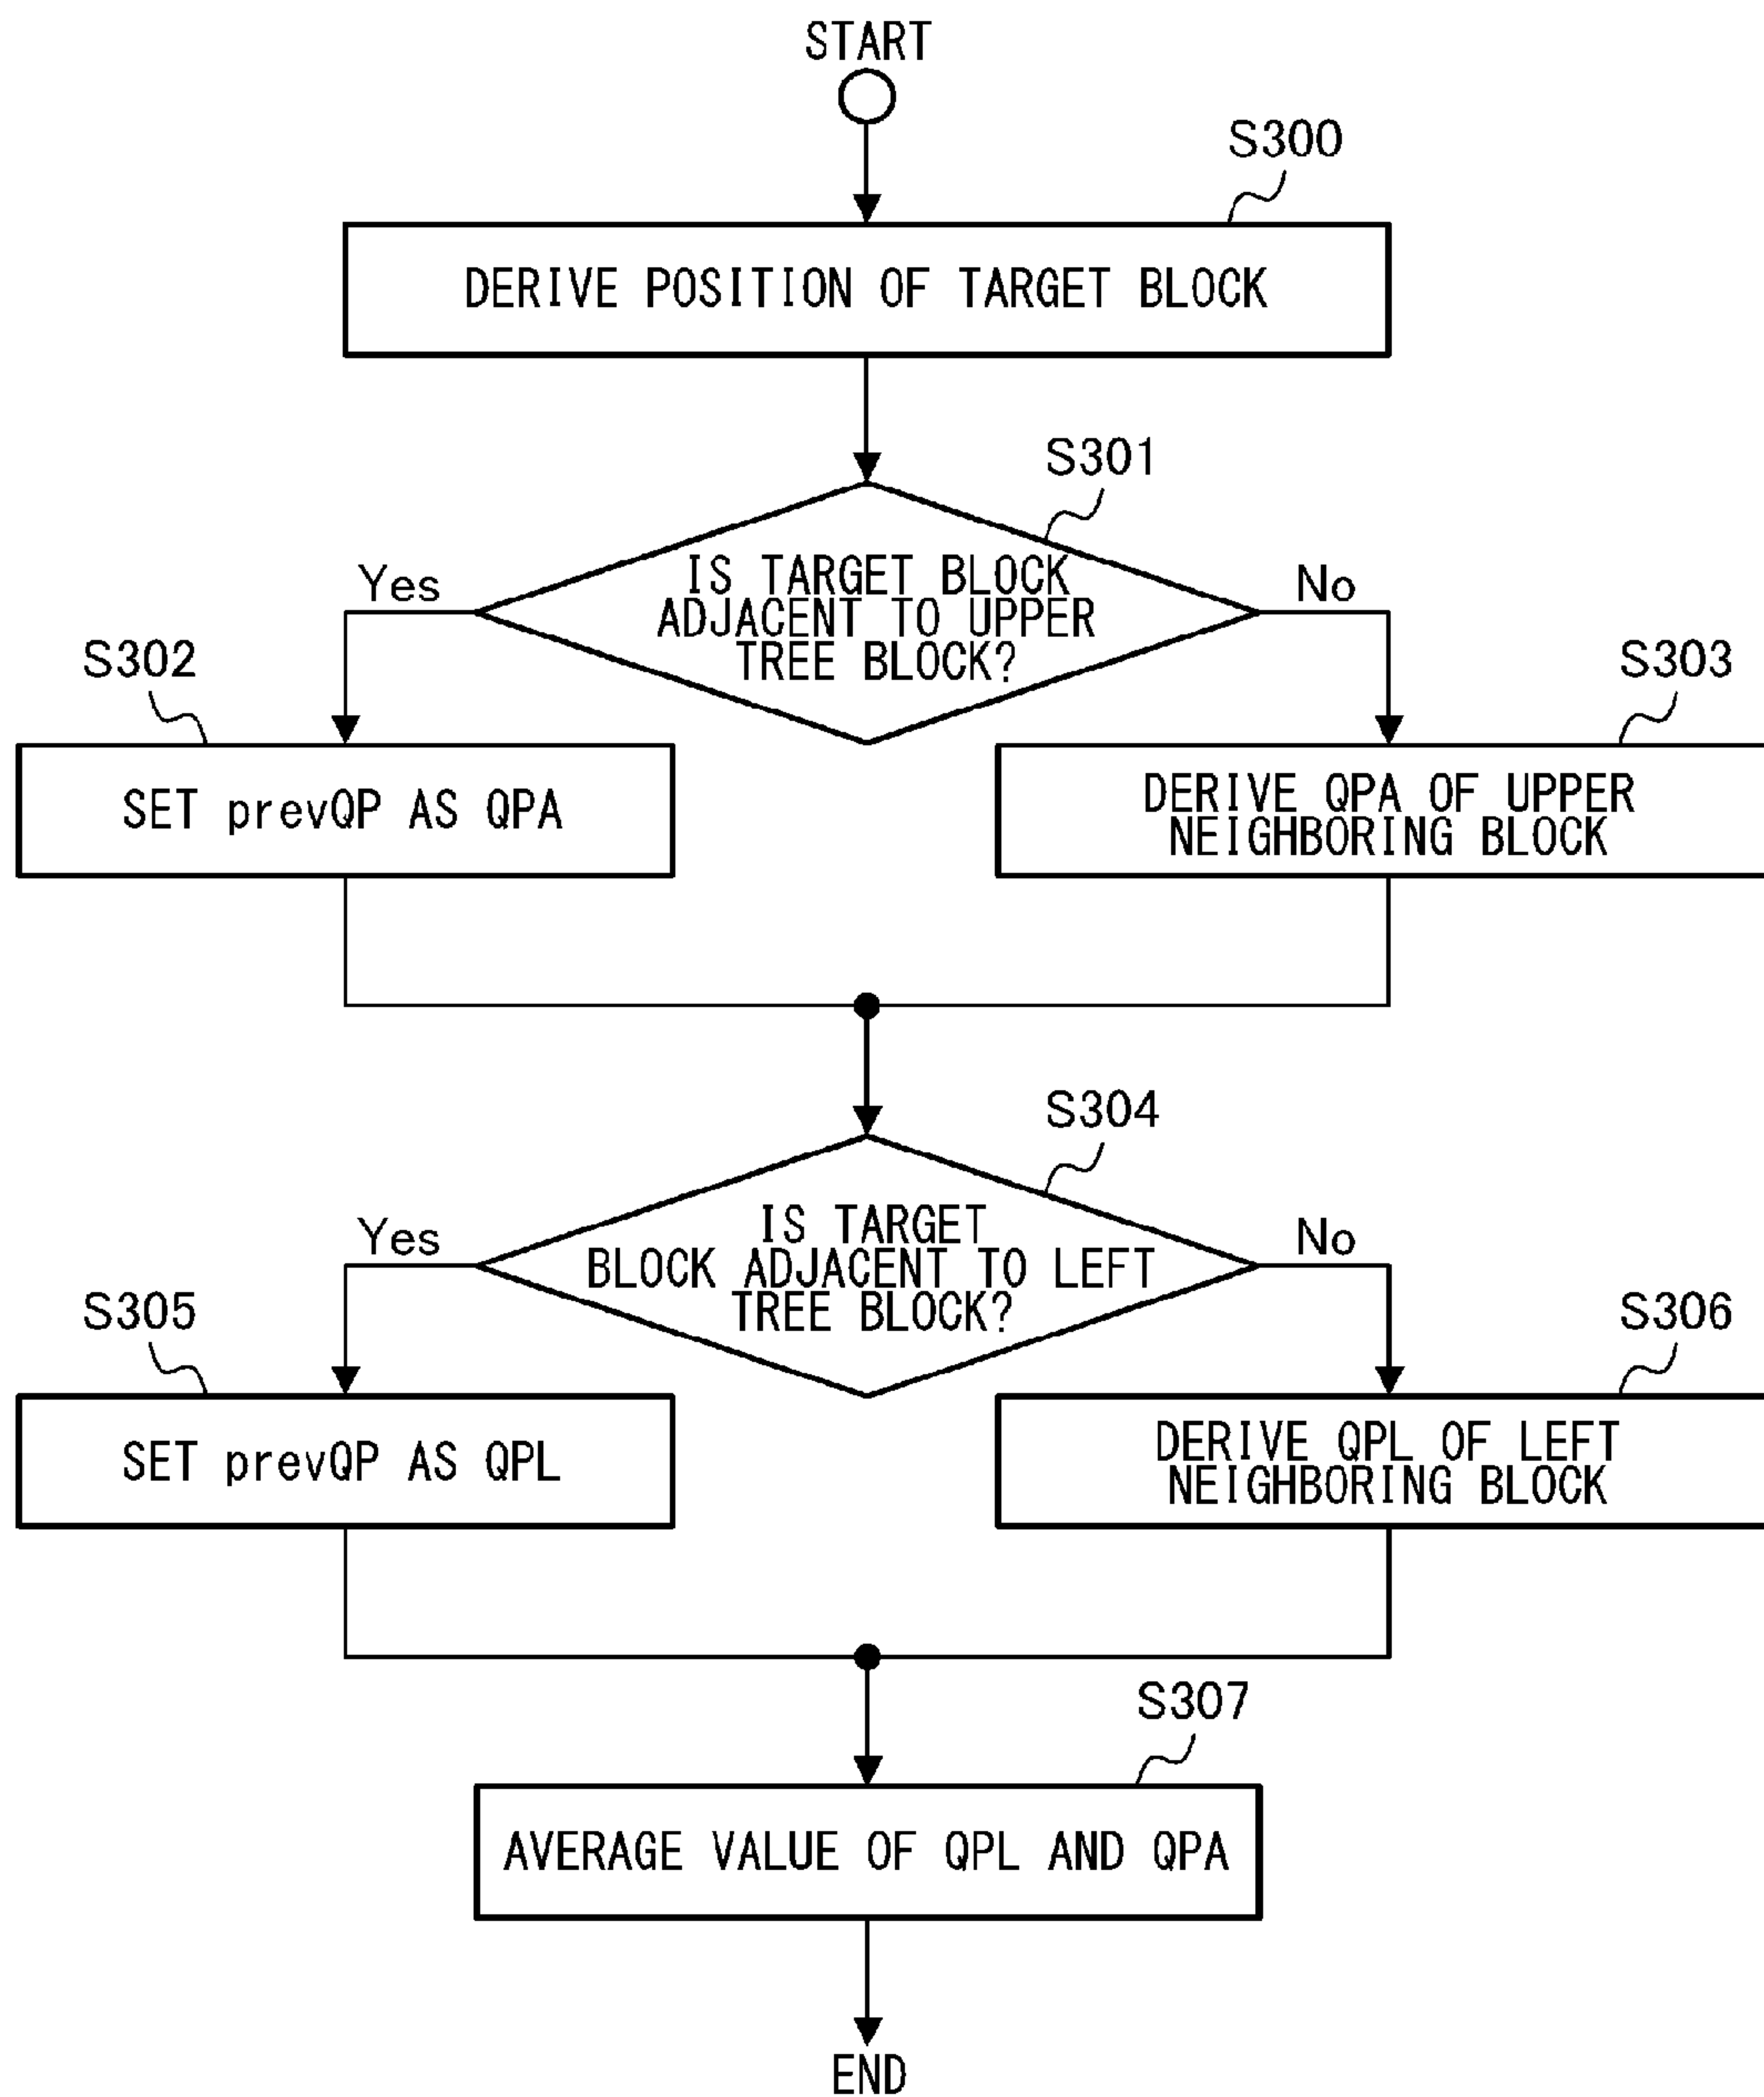 START
S300
DERIVE POSITION OF TARGET BLOCK
S301
IS TARGET BLOCK
ADJACENT TO UPPER
TREE BLOCK?
Yes
No
S302
S303
SET prevQP AS QPA
DERIVE QPA OF UPPER
NEIGHBORING BLOCK
S304
IS TARGET
BLOCK ADJACENT TO LEFT
TREE BLOCK?
Yes
No
S305
S306
SET prevQP AS QPL
DERIVE QPL OF LEFT
NEIGHBORING BLOCK
S307
AVERAGE VALUE OF QPL AND QPA
END